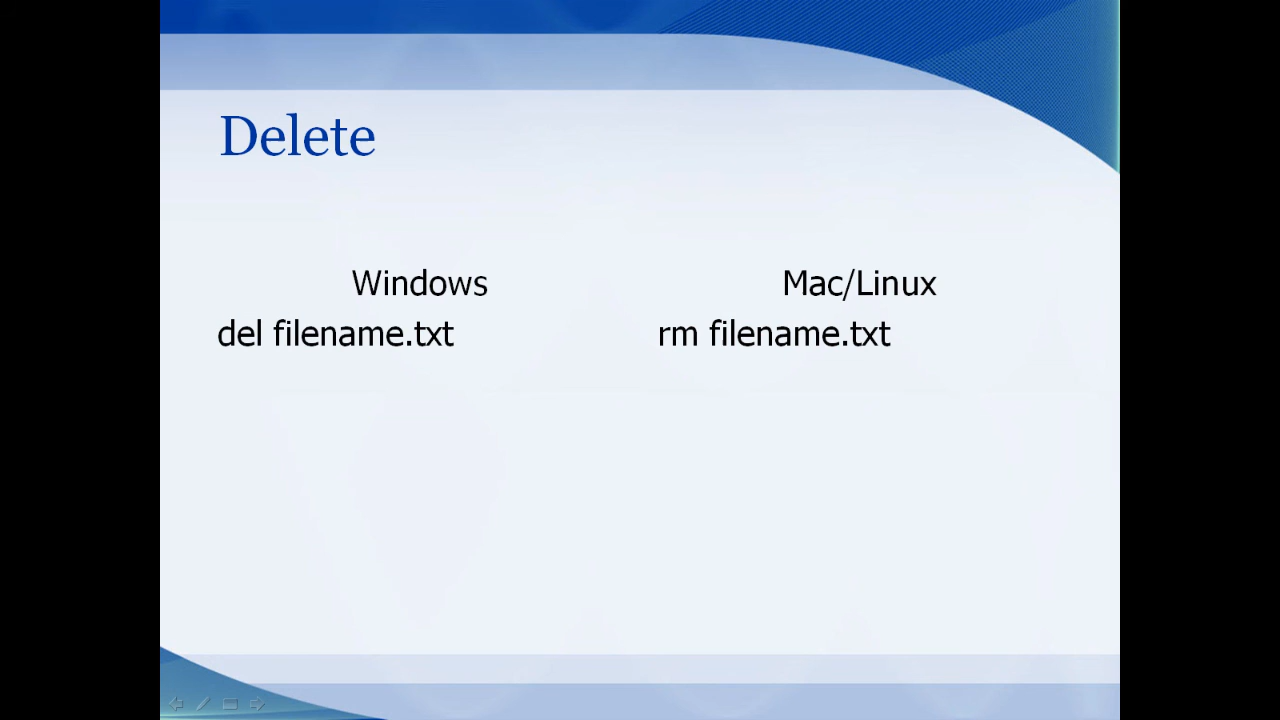 Delete
Windows
Mac/Linux
del filename.txt
rm filename.txt